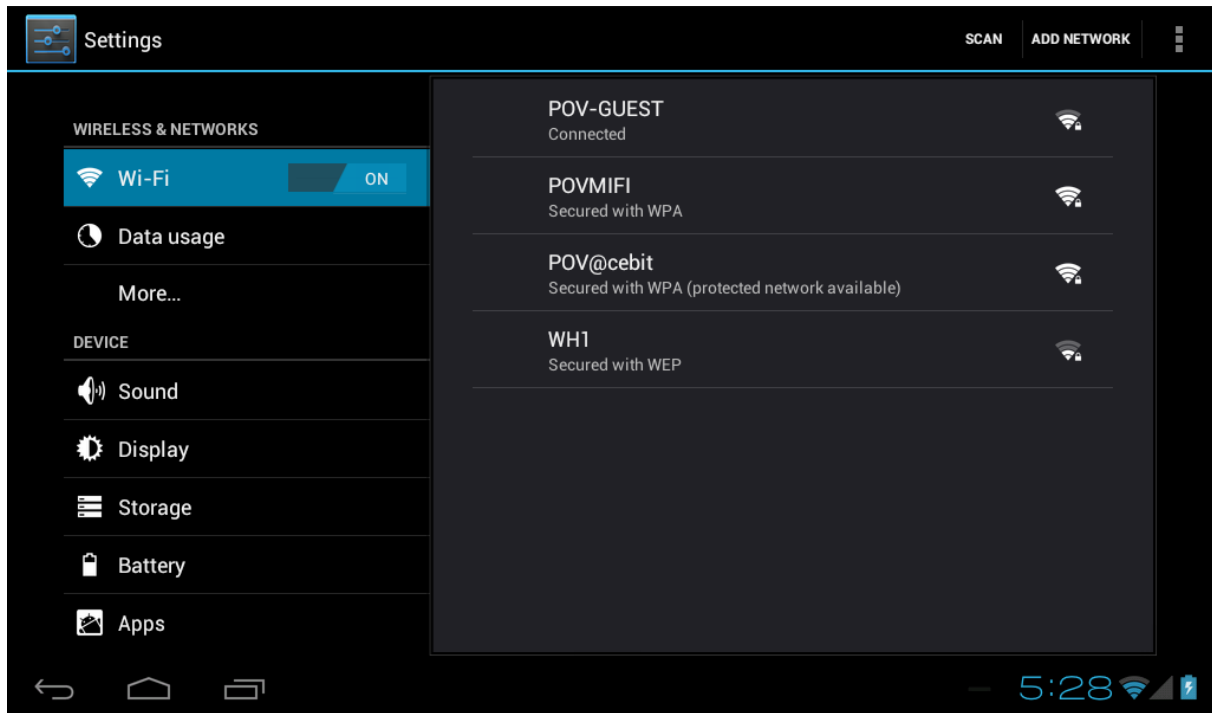 Settings
SCAN
ADD NETWORK
WIRELESS & NETWORKS
Wi-Fi
ON
Data usage
More...
DEVICE
Sound
Display
Storage
Battery
Apps
POV-GUEST
Connected
POVMIFI
Secured with WPA
POV@cebit
Secured with WPA (protected network available)
WH1
Secured with WEP
5:28